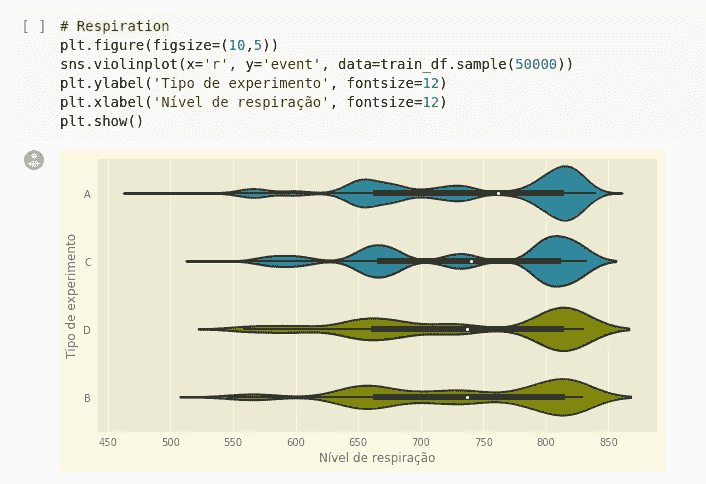 [ ] # Respiration
plt.figure(figsize=(10,5))
sns.violinplot(x='r', y='event', data=train_df.sample(50000))
plt.ylabel('Tipo de experimento', fontsize=12)
plt.xlabel('Nível de respiração', fontsize=12)
plt.show()
Tipo de experimento
A
C
D
B
450 500 550 600 650 700 750 800 850
Nível de respiração